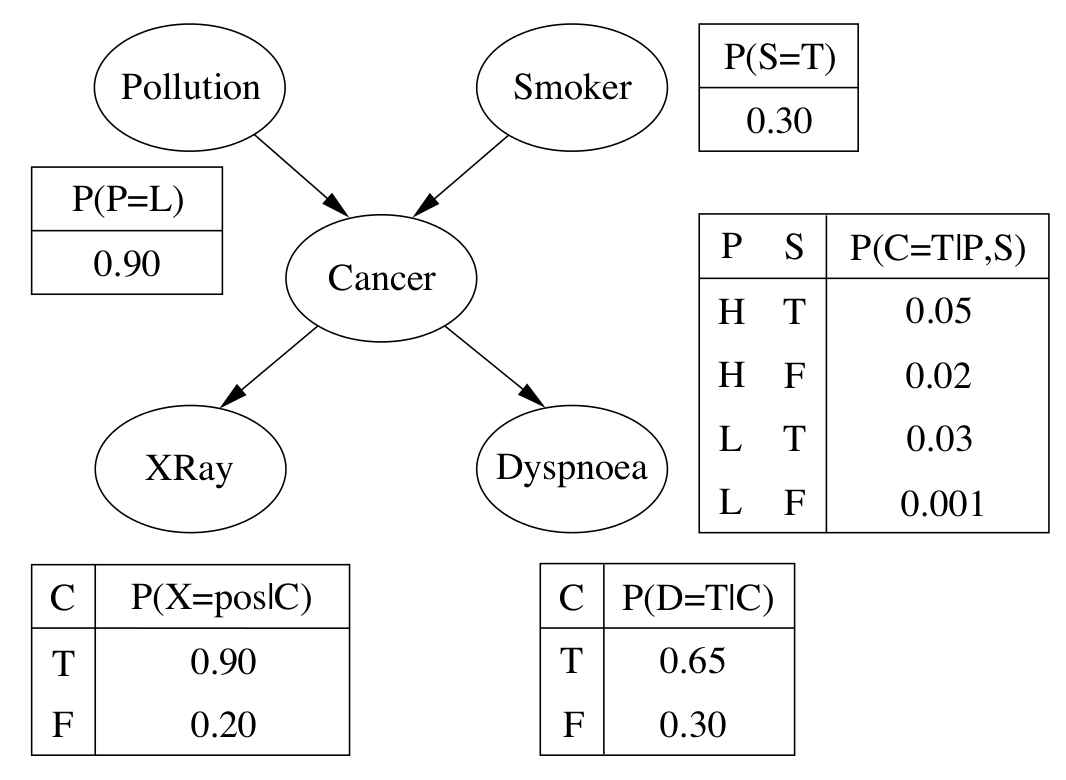 Pollution
Smoker
P(S=T)
0.30
P(P=L)
0.90
Cancer
P S P(C=T|P,S)
H T 0.05
H F 0.02
L T 0.03
L F 0.001
XRay
Dyspnoea
C P(X=pos|C)
T 0.90
F 0.20
C P(D=T|C)
T 0.65
F 0.30